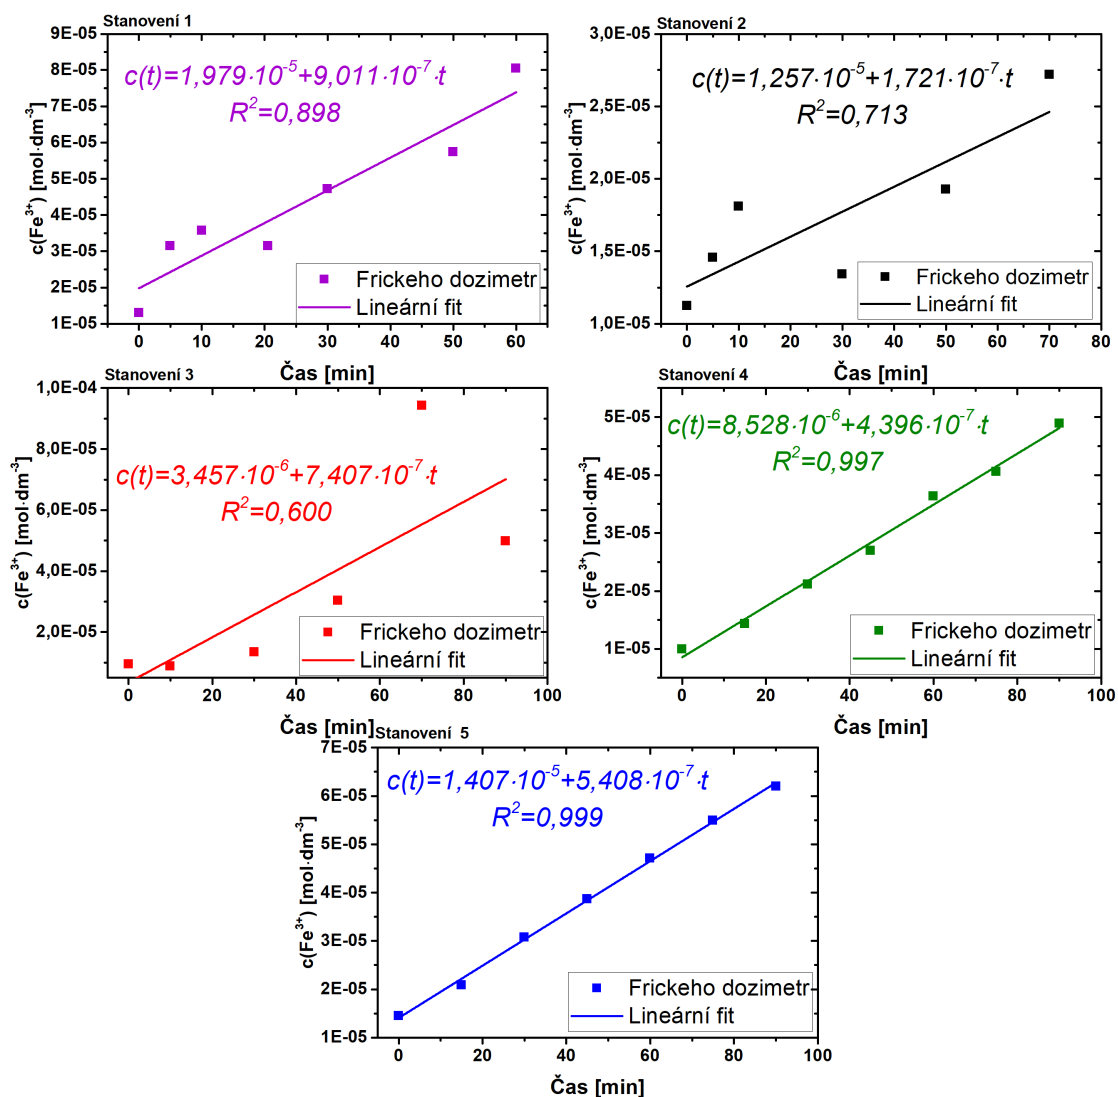 Stanovení 1
c(t)=1,979·10⁻⁵+9,011·10⁻⁷·t
R²=0,898
c(Fe³⁺) [mol·dm⁻³]
9E-05
8E-05
7E-05
6E-05
5E-05
4E-05
3E-05
2E-05
1E-05
Frickeho dozimetr
Lineární fit
0 10 20 30 40 50 60
Čas [min]
Stanovení 2
c(t)=1,257·10⁻⁵+1,721·10⁻⁷·t
R²=0,713
c(Fe³⁺) [mol·dm⁻³]
3,0E-05
2,5E-05
2,0E-05
1,5E-05
1,0E-05
Frickeho dozimetr
Lineární fit
0 10 20 30 40 50 60 70 80
Čas [min]
Stanovení 3
c(t)=3,457·10⁻⁶+7,407·10⁻⁷·t
R²=0,600
c(Fe³⁺) [mol·dm⁻³]
1,0E-04
8,0E-05
6,0E-05
4,0E-05
2,0E-05
Frickeho dozimetr
Lineární fit
0 20 40 60 80 100
Čas [min]
Stanovení 4
c(t)=8,528·10⁻⁶+4,396·10⁻⁷·t
R²=0,997
c(Fe³⁺) [mol·dm⁻³]
5E-05
4E-05
3E-05
2E-05
1E-05
Frickeho dozimetr
Lineární fit
0 20 40 60 80 100
Čas [min]
Stanovení 5
c(t)=1,407·10⁻⁵+5,408·10⁻⁷·t
R²=0,999
c(Fe³⁺) [mol·dm⁻³]
7E-05
6E-05
5E-05
4E-05
3E-05
2E-05
1E-05
Frickeho dozimetr
Lineární fit
0 20 40 60 80 100
Čas [min]